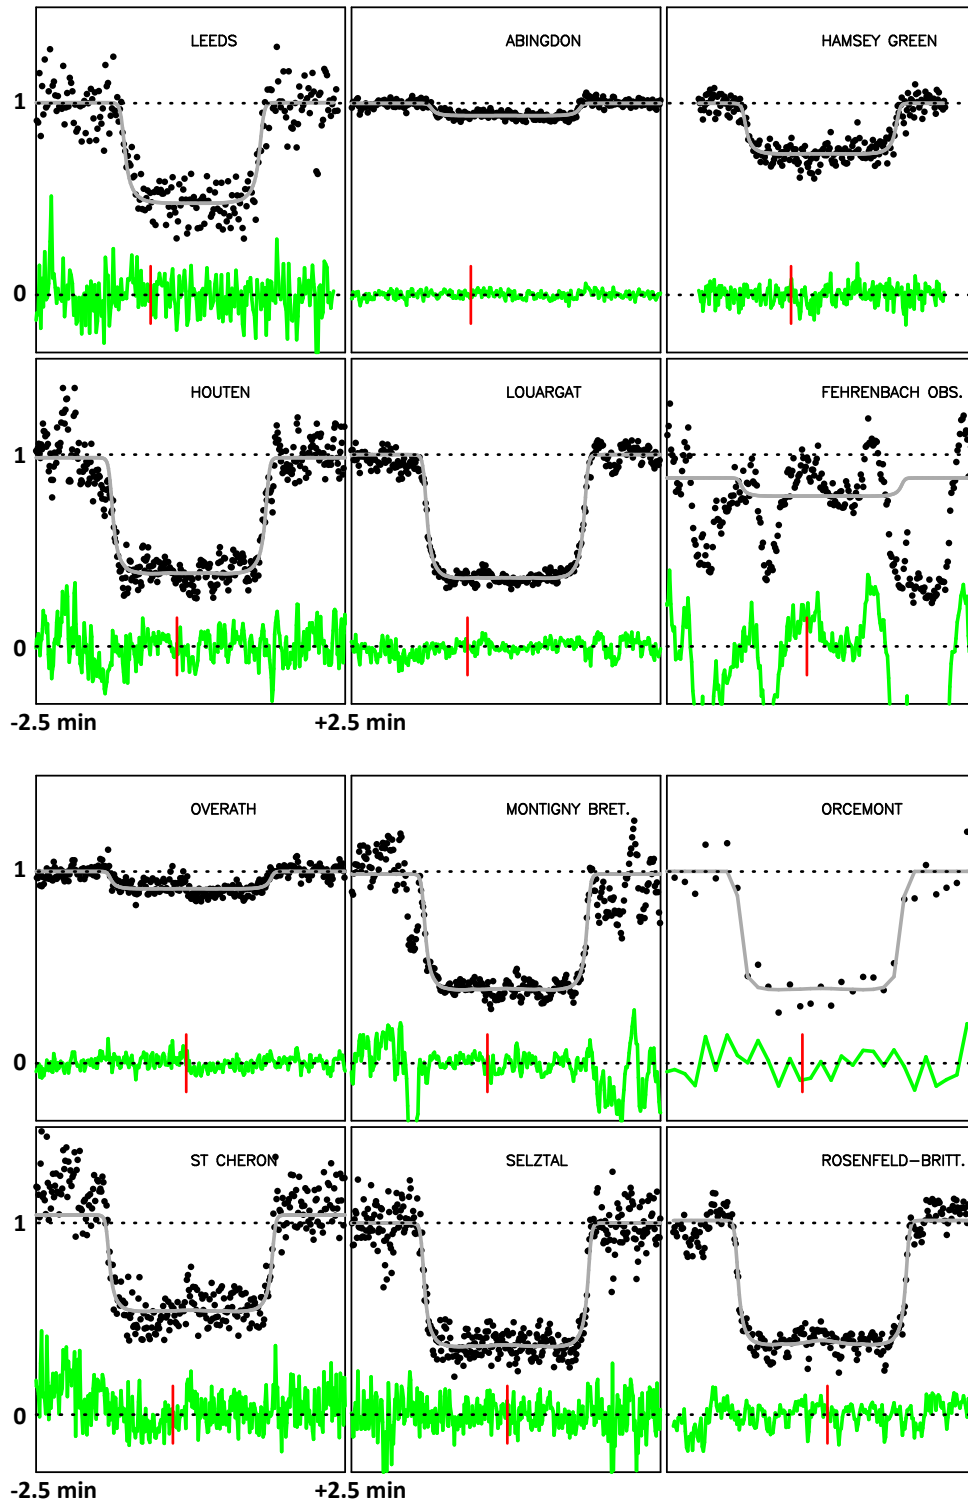 LEEDS ABINGDON HAMSEY GREEN
1
0
HOUTEN LOUARGAT FEHRENBACH OBS.
1
0
-2.5 min +2.5 min
OVERATH MONTIGNY BRET. ORCEMONT
1
0
ST CHERON SELZTAL ROSENFELD-BRITT.
1
0
-2.5 min +2.5 min